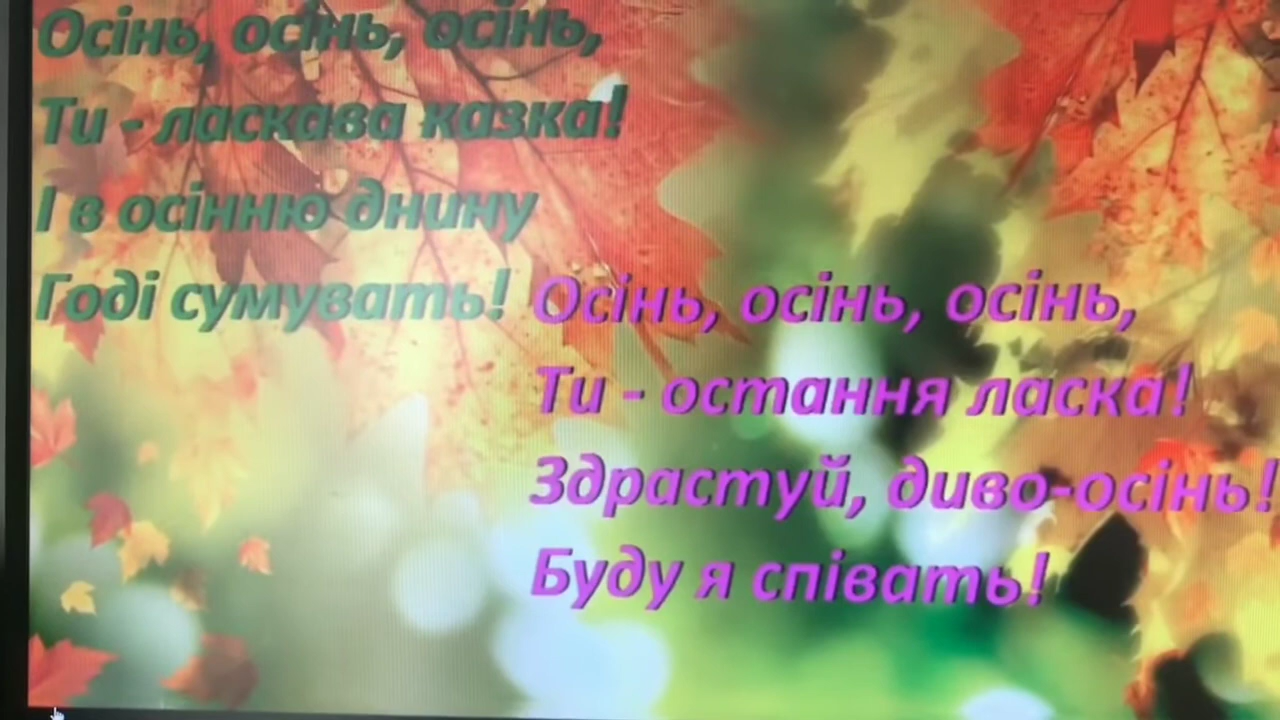 Осінь, осінь, осінь,
Ти - ласкава казка!
І в осінню днину
Годі сумувать!
Осінь, осінь, осінь,
Ти - остання ласка!
Здрастуй, диво-осінь!
Буду я співать!